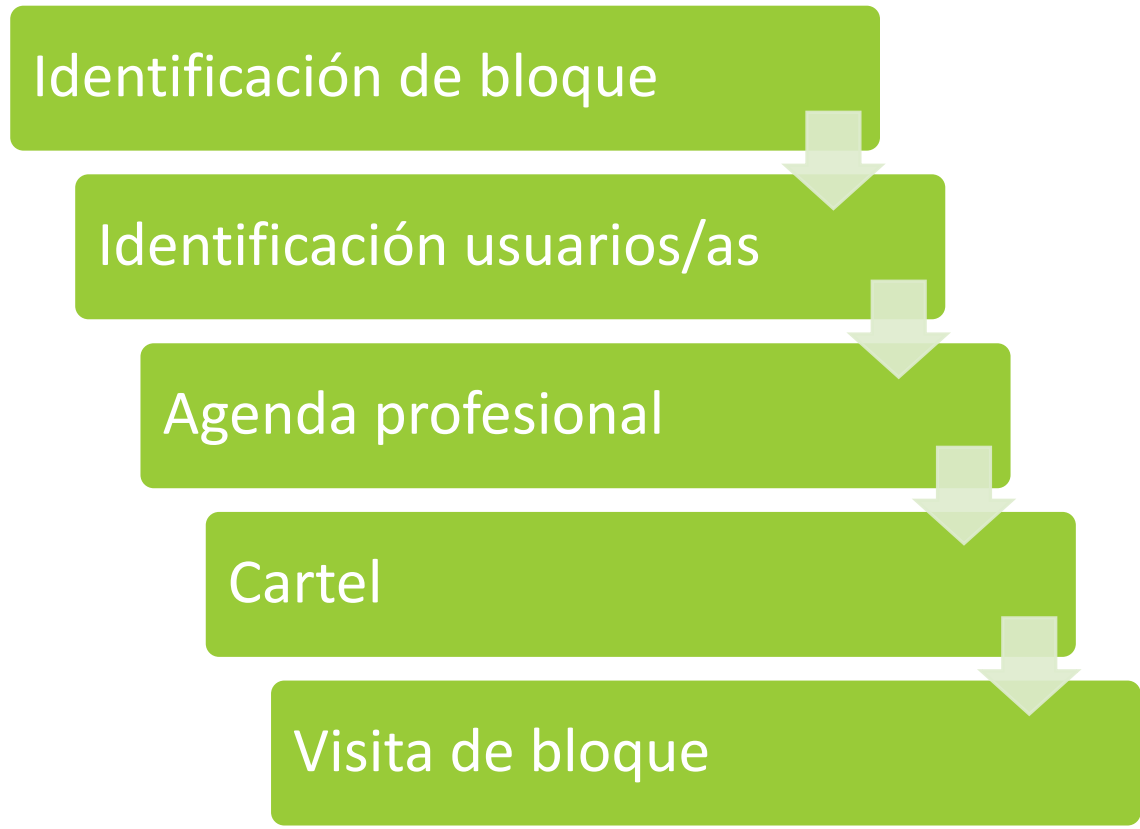 Identificación de bloque
Identificación usuarios/as
Agenda profesional
Cartel
Visita de bloque